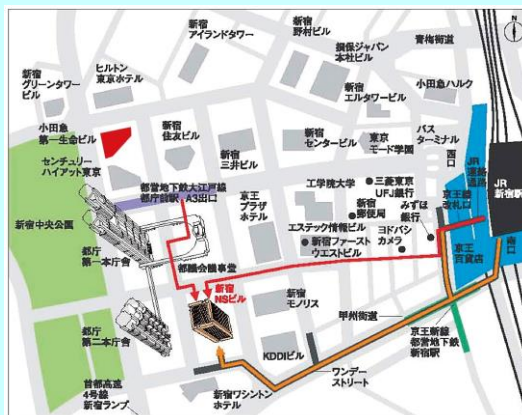 新宿
アイランドタワー
新宿
野村ビル
損保ジャパン
本社ビル
青梅街道
N
新宿
グリーンタワー
ビル
ヒルトン
東京ホテル
新宿
エルタワービル
小田急ハルク
小田急
第一生命ビル
新宿
住友ビル
新宿
センタービル
東京
モード学園
バス
ターミナル
西口
センチュリー
ハイアット東京
新宿
三井ビル
JR
連絡
通路
JR
新宿駅
都営地下鉄大江戸線
都庁前駅 A3出口
京王
プラザ
ホテル
工学院大学
三菱東京
UFJ銀行
京王線
改札口
新宿中央公園
新宿
郵便局
みずほ
銀行
エステック情報ビル
ヨドバシ
カメラ
新宿ファースト
ウエストビル
京王
百貨店
南口
都庁
第一本庁舎
都議会議事堂
新宿
NSビル
新宿
モノリス
甲州街道
都庁
第二本庁舎
KDDIビル
京王新線
都営地下鉄
新宿駅
ワンデー
ストリート
首都高速
4号線
新宿ランプ
新宿ワシントン
ホテル